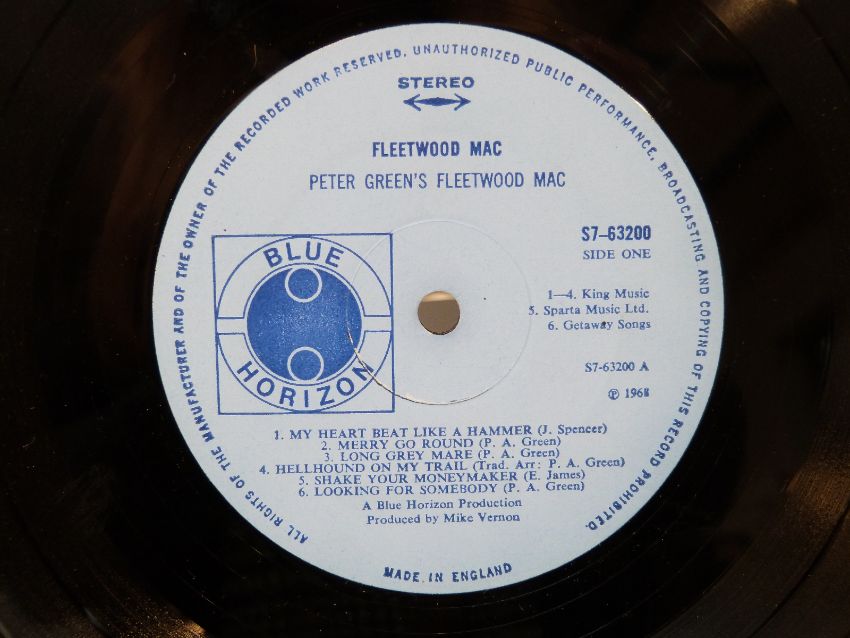 ALL RIGHTS OF THE MANUFACTURER AND OF THE OWNER OF THE RECORDED WORK RESERVED. UNAUTHORIZED PUBLIC PERFORMANCE, BROADCASTING AND COPYING OF THIS RECORD PROHIBITED.
STEREO
FLEETWOOD MAC
PETER GREEN'S FLEETWOOD MAC
S7–63200
SIDE ONE
BLUE
HORIZON
1—4. King Music
5. Sparta Music Ltd.
6. Getaway Songs
S7-63200 A
℗ 1968
1. MY HEART BEAT LIKE A HAMMER (J. Spencer)
2. MERRY GO ROUND (P. A. Green)
3. LONG GREY MARE (P. A. Green)
4. HELLHOUND ON MY TRAIL (Trad. Arr: P. A. Green)
5. SHAKE YOUR MONEYMAKER (E. James)
6. LOOKING FOR SOMEBODY (P. A. Green)
A Blue Horizon Production
Produced by Mike Vernon
MADE IN ENGLAND